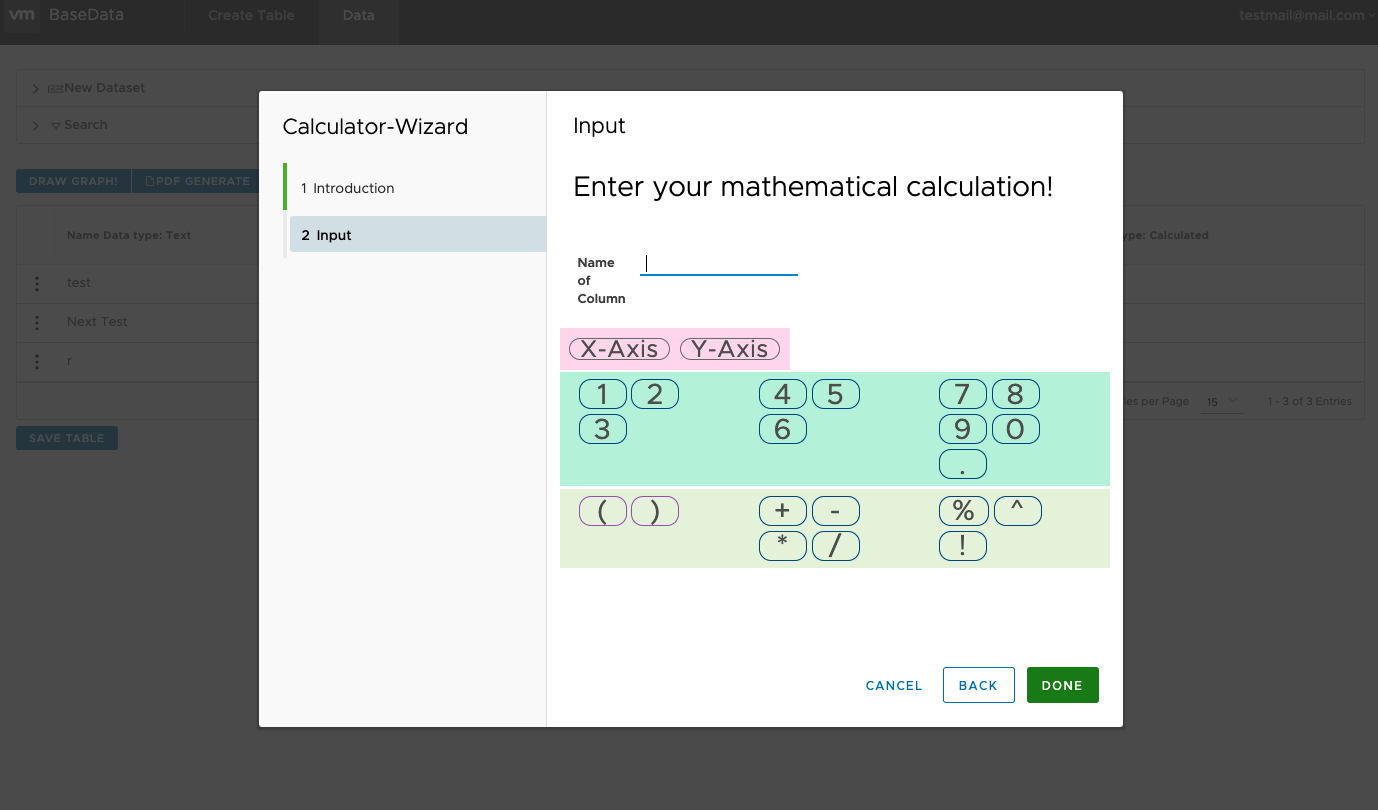 vm BaseData Create Table Data testmail@mail.com
New Dataset
Search
DRAW GRAPH! PDF GENERATE
Name Data type: Text
ype: Calculated
test
Next Test
r
es per Page 15 1 - 3 of 3 Entries
SAVE TABLE
Calculator-Wizard
1 Introduction
2 Input
Input
Enter your mathematical calculation!
Name
of
Column
X-Axis Y-Axis
1 2 4 5 7 8
3 6 9 0
.
( ) + - % ^
* / !
CANCEL BACK DONE